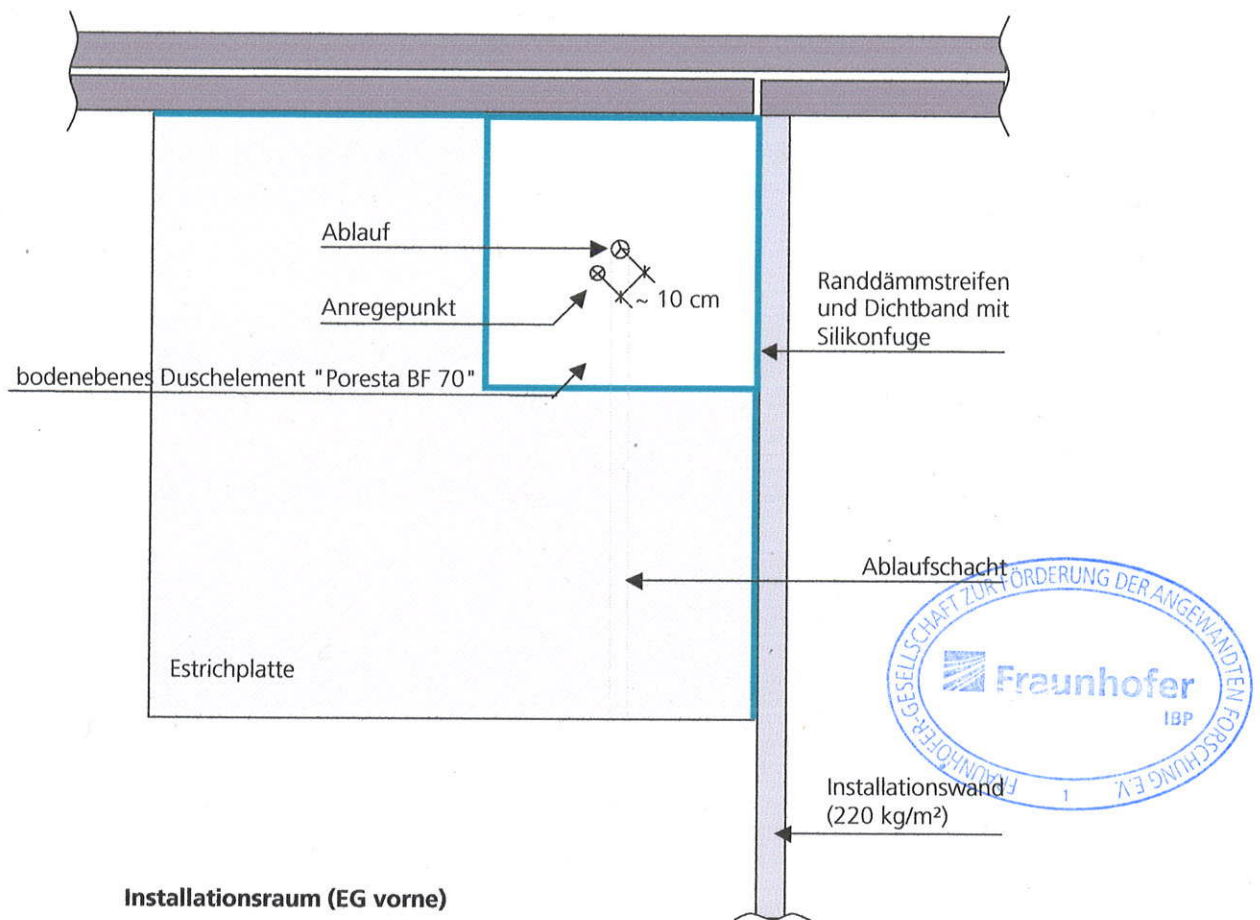 Ablauf
Anregepunkt
~ 10 cm
Randdämmstreifen
und Dichtband mit
Silikonfuge
bodenebenes Duschelement "Poresta BF 70"
Ablaufschacht
Estrichplatte
FRAUNHOFER-GESELLSCHAFT ZUR FÖRDERUNG DER ANGEWANDTEN FORSCHUNG E.V.
Fraunhofer
IBP
1
Installationswand
(220 kg/m²)
Installationsraum (EG vorne)